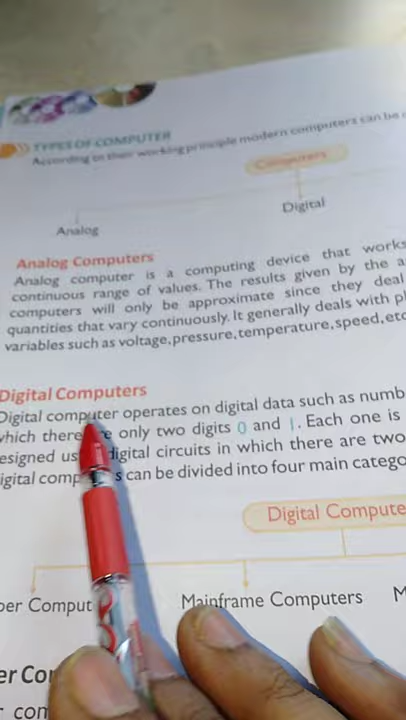 TYPES OF COMPUTER
According to their working principle modern computers can be
Computers
Analog
Digital
Analog Computers
Analog computer is a computing device that works
continuous range of values. The results given by the
computers will only be approximate since they deal
quantities that vary continuously. It generally deals with
variables such as voltage, pressure, temperature, speed,
Digital Computers
Digital computer operates on digital data such as
which there only two digits 0 and 1. Each one is
digital circuits in which there are two
can be divided into four main
Digital
Mainframe Computers